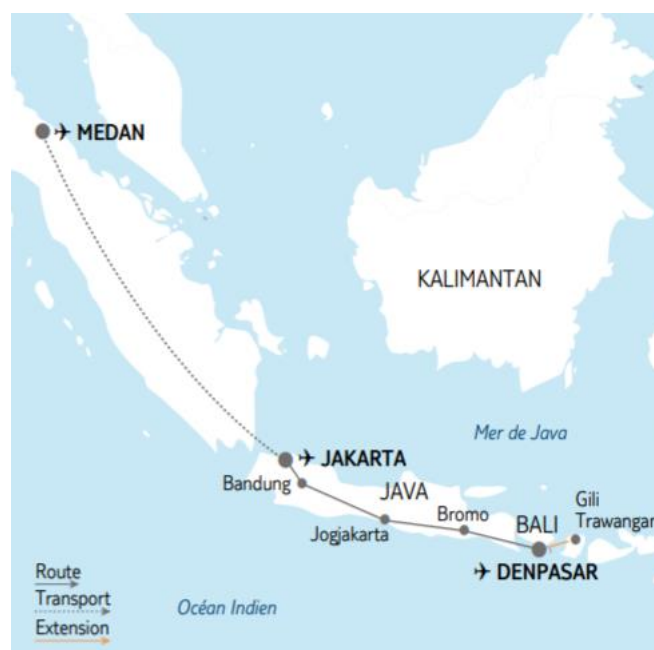 MEDAN
KALIMANTAN
Mer de Java
JAKARTA
Bandung
JAVA
Gili
Trawangan
Bromo
BALI
Jogjakarta
DENPASAR
Route
Transport
Océan Indien
Extension